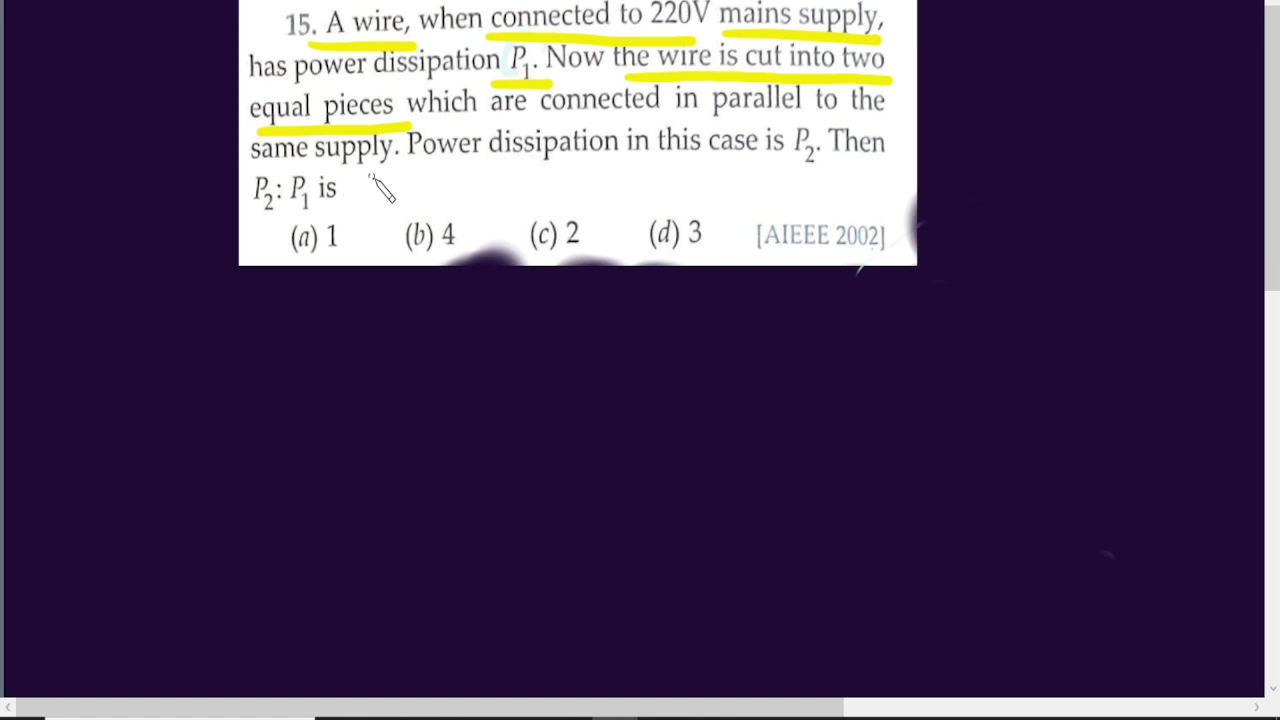 15. A wire, when connected to 220V mains supply,
has power dissipation P₁. Now the wire is cut into two
equal pieces which are connected in parallel to the
same supply. Power dissipation in this case is P₂. Then
P₂: P₁ is
(a) 1 (b) 4 (c) 2 (d) 3 [AIEEE 2002]